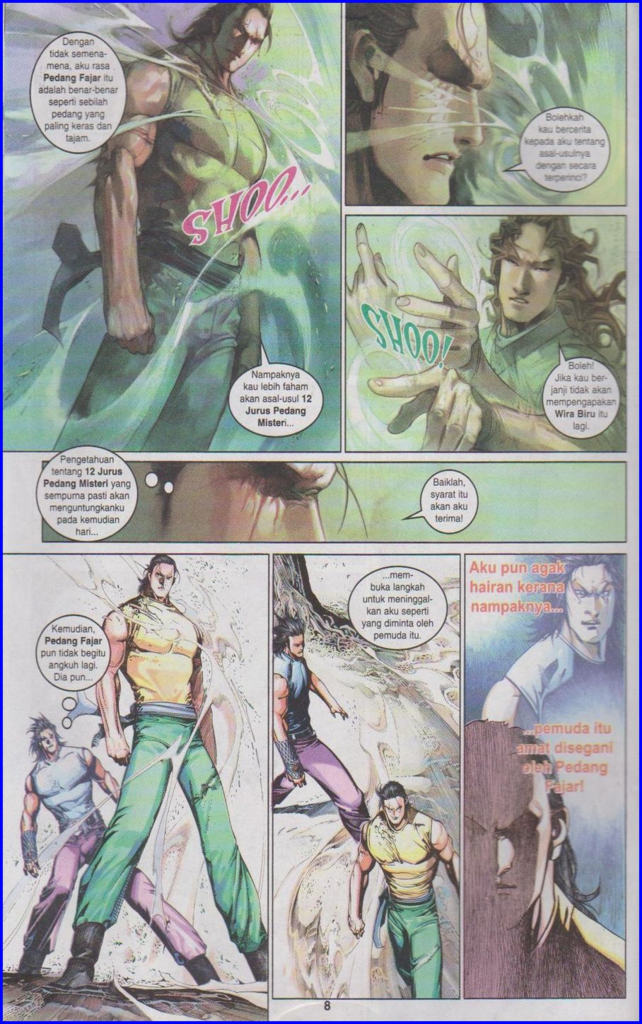 Dengan
tidak semena-
mena, aku rasa
Pedang Fajar itu
adalah benar-benar
seperti sebilah
pedang yang
paling keras dan
tajam.
SHOO...
Nampaknya
kau lebih faham
akan asal-usul 12
Jurus Pedang
Misteri...
Bolehkah
kau bercerita
kepada aku tentang
asal-usulnya
dengan secara
terperinci?
SHOO!
Boleh!
Jika kau ber-
janji tidak akan
mempengapakan
Wira Biru itu
lagi.
Pengetahuan
tentang 12 Jurus
Pedang Misteri yang
sempurna pasti akan
menguntungkanku
pada kemudian
hari...
Baiklah,
syarat itu
akan aku
terima!
Kemudian,
Pedang Fajar
pun tidak begitu
angkuh lagi.
Dia pun...
...mem-
buka langkah
untuk meninggal-
kan aku seperti
yang diminta oleh
pemuda itu.
Aku pun agak
hairan kerana
nampaknya...
...pemuda itu
amat disegani
oleh Pedang
Fajar!
8